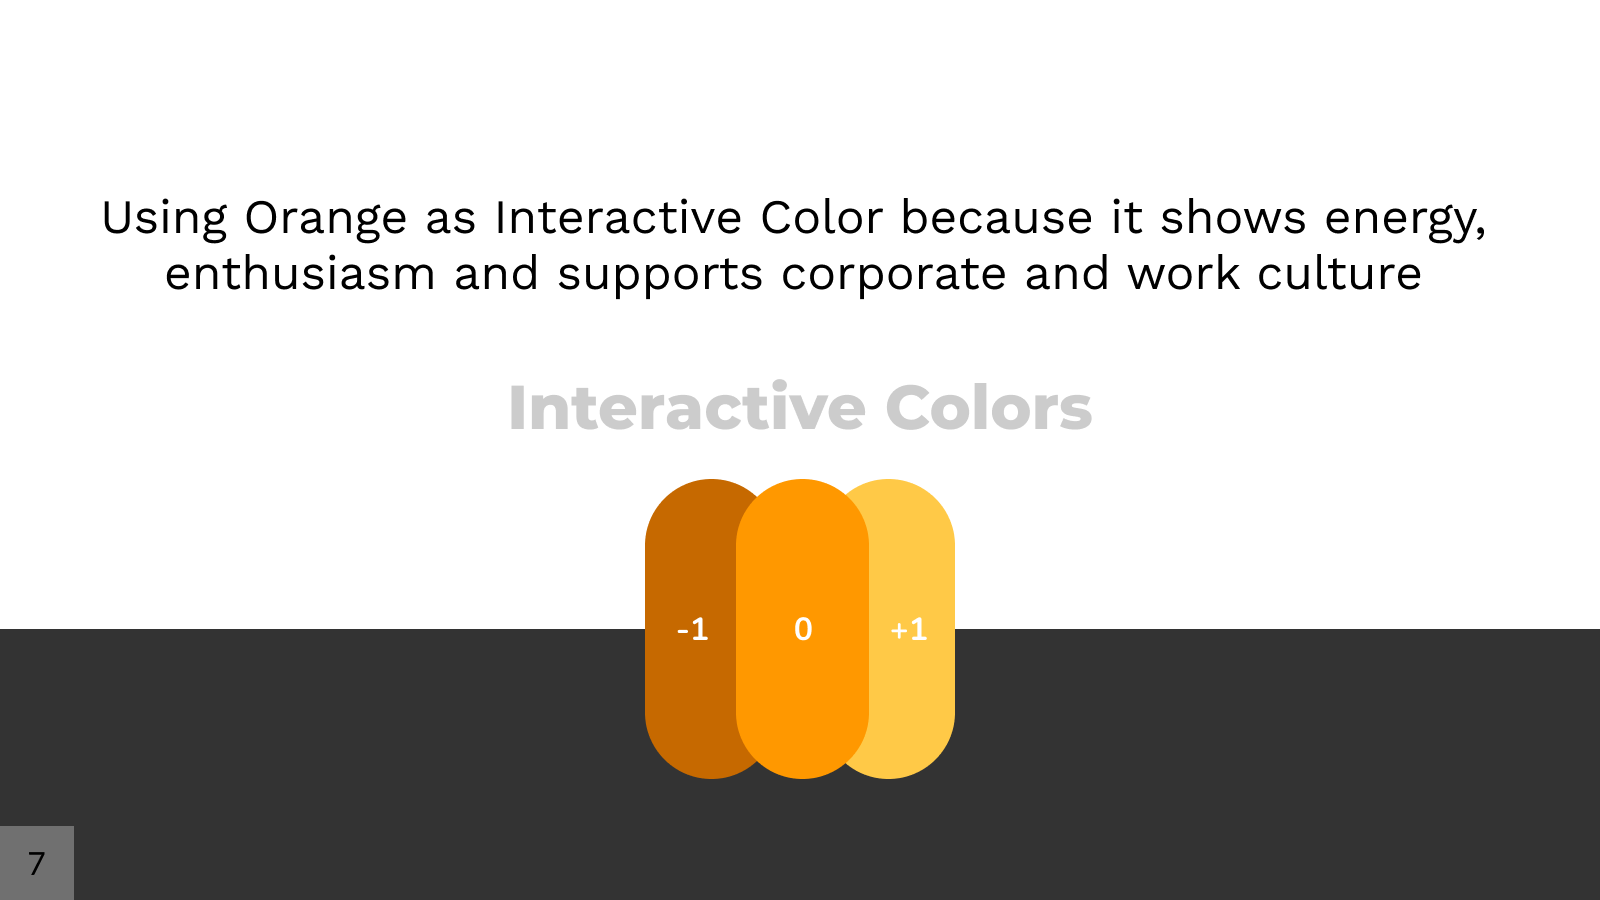 Using Orange as Interactive Color because it shows energy,
enthusiasm and supports corporate and work culture
Interactive Colors
-1 0 +1
7